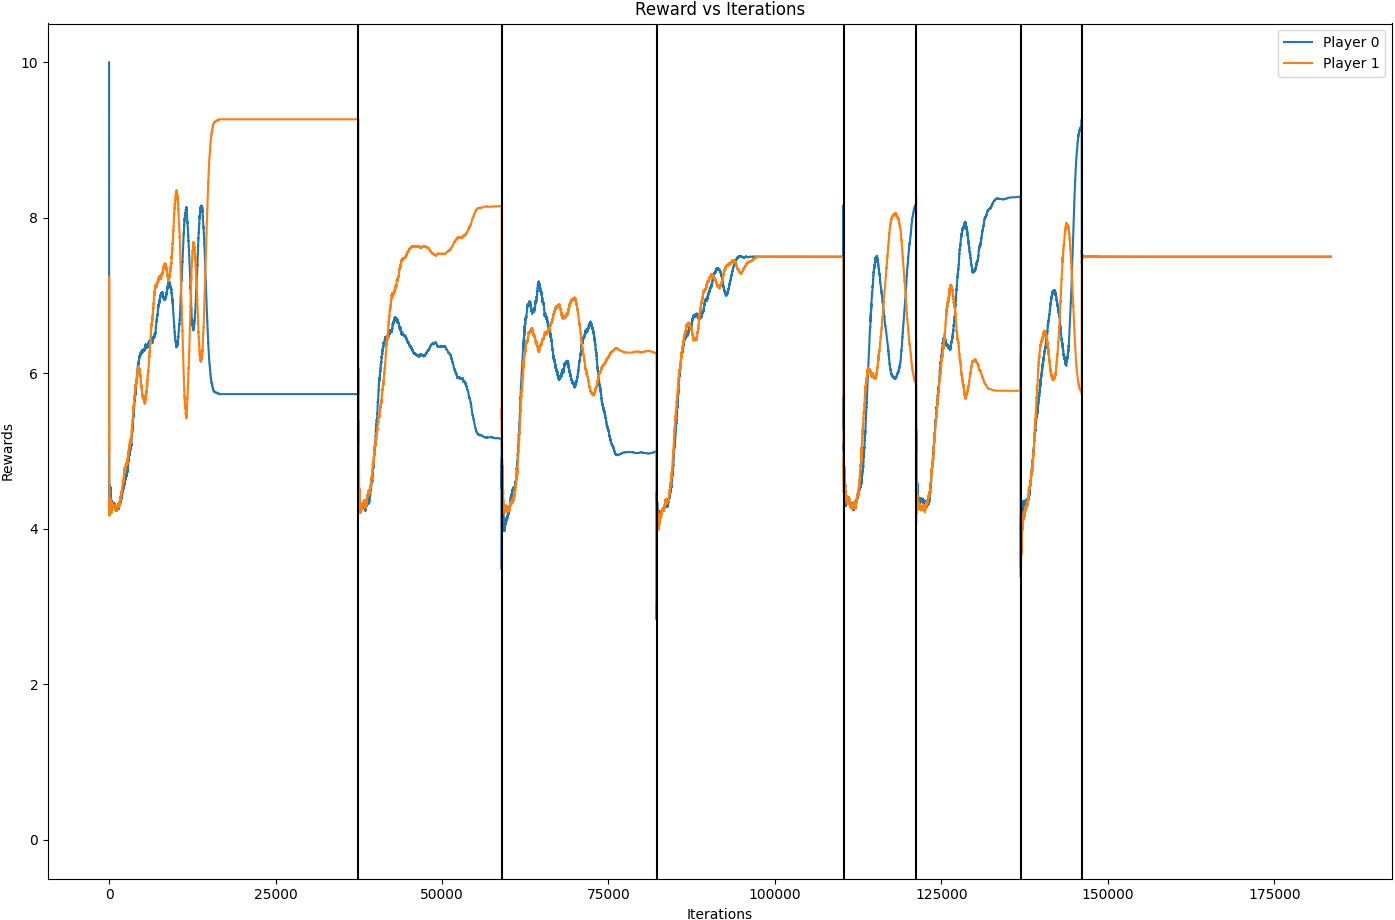 Reward vs Iterations
Player 0
Player 1
Rewards
10
8
6
4
2
0
0 25000 50000 75000 100000 125000 150000 175000
Iterations